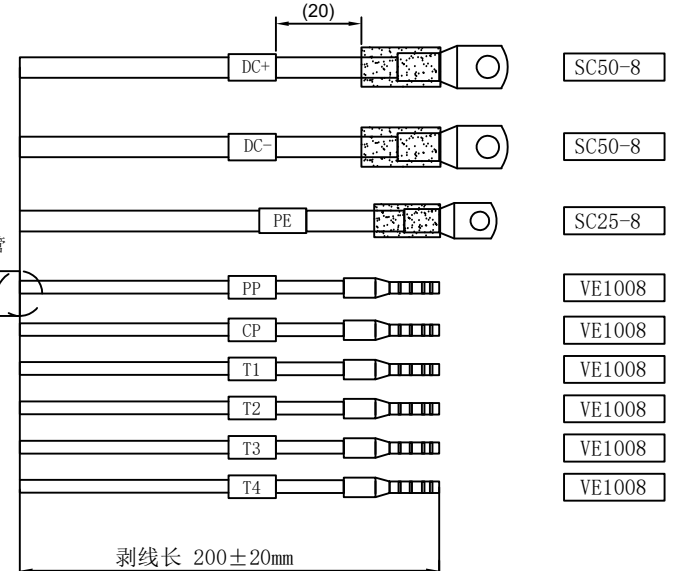 (20)
DC+ SC50-8
DC- SC50-8
PE SC25-8
管
PP VE1008
CP VE1008
T1 VE1008
T2 VE1008
T3 VE1008
T4 VE1008
剥线长 200±20mm